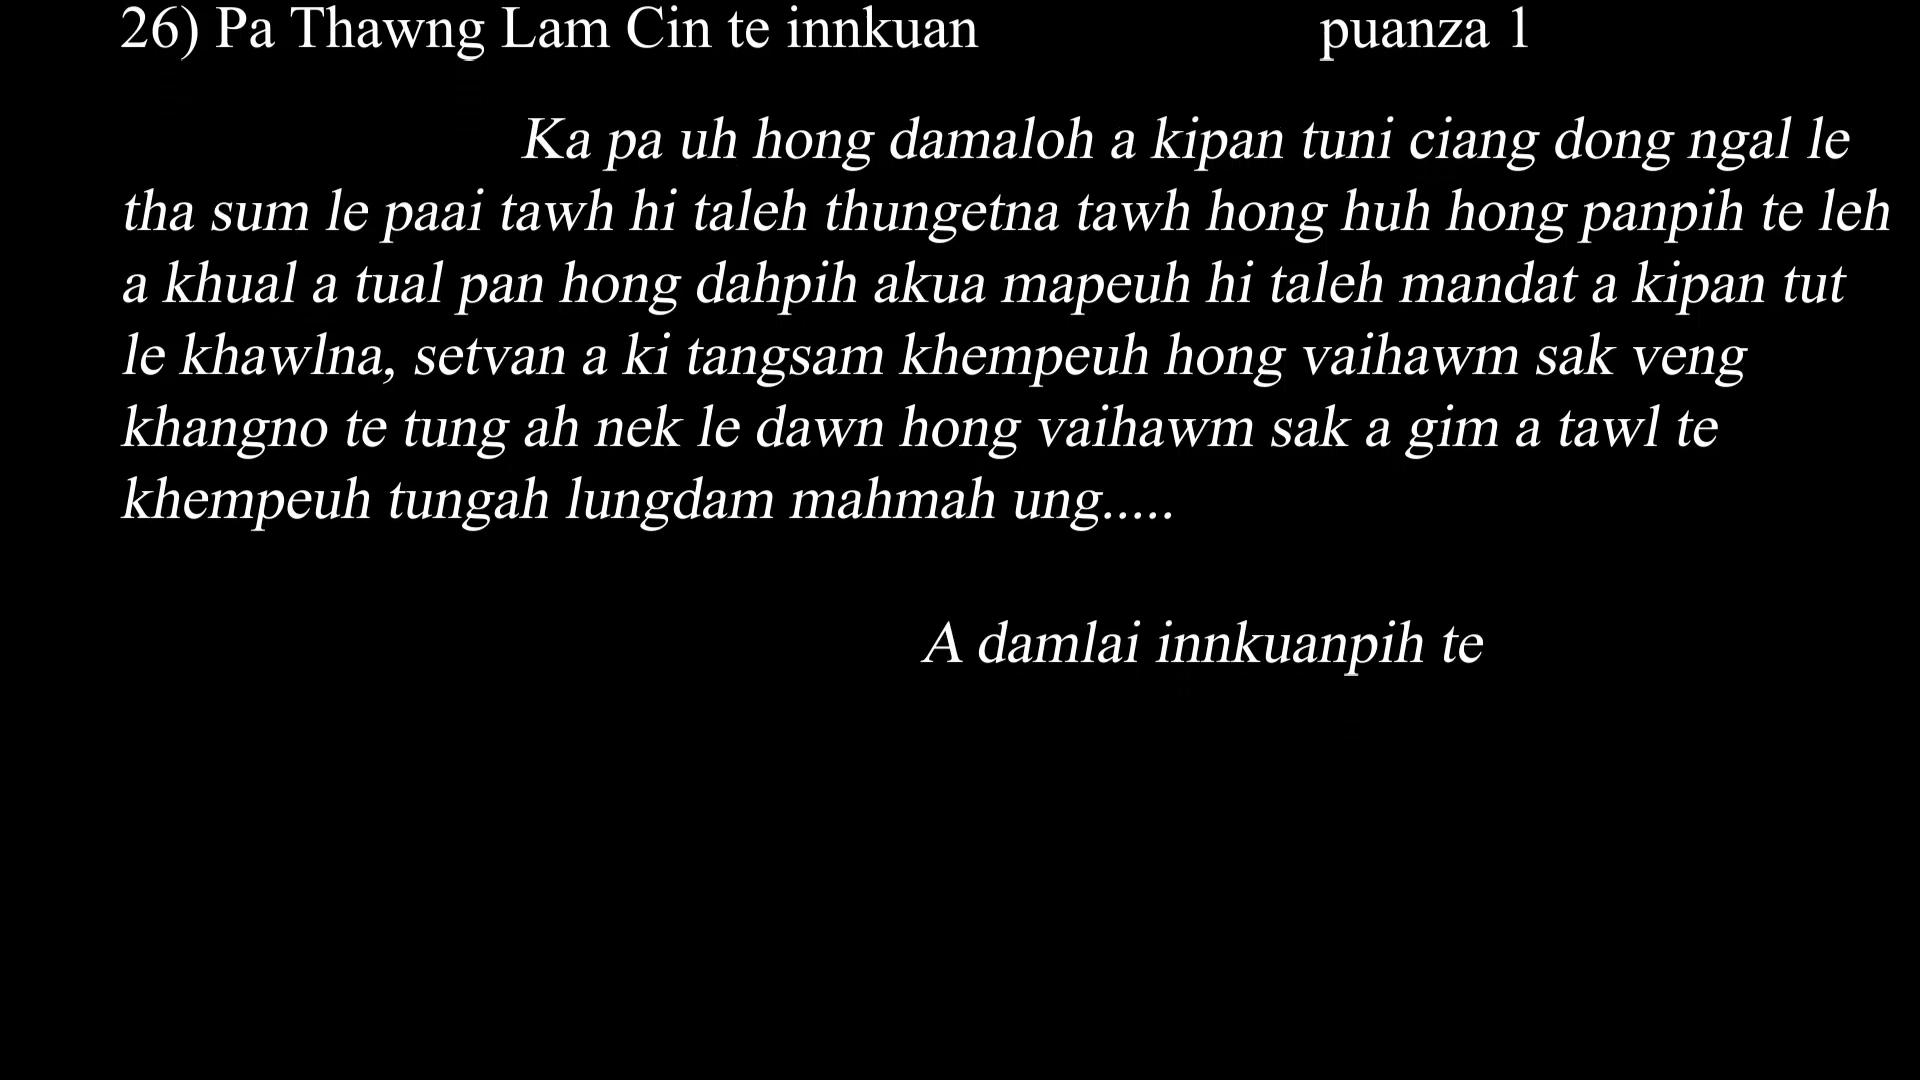 26) Pa Thawng Lam Cin te innkuan puanza 1
Ka pa uh hong damaloh a kipan tuni ciang dong ngal le
tha sum le paai tawh hi taleh thungetna tawh hong huh hong panpih te leh
a khual a tual pan hong dahpih akua mapeuh hi taleh mandat a kipan tut
le khawlna, setvan a ki tangsam khempeuh hong vaihawm sak veng
khangno te tung ah nek le dawn hong vaihawm sak a gim a tawl te
khempeuh tungah lungdam mahmah ung.....
A damlai innkuanpih te